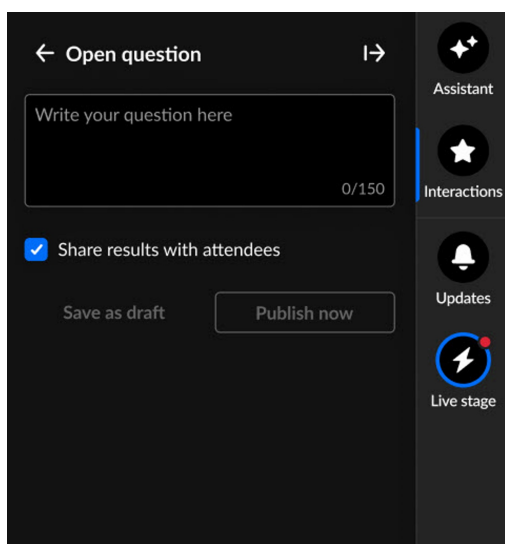 Open question
Write your question here
0/150
Share results with attendees
Save as draft
Publish now
Assistant
Interactions
Updates
Live stage